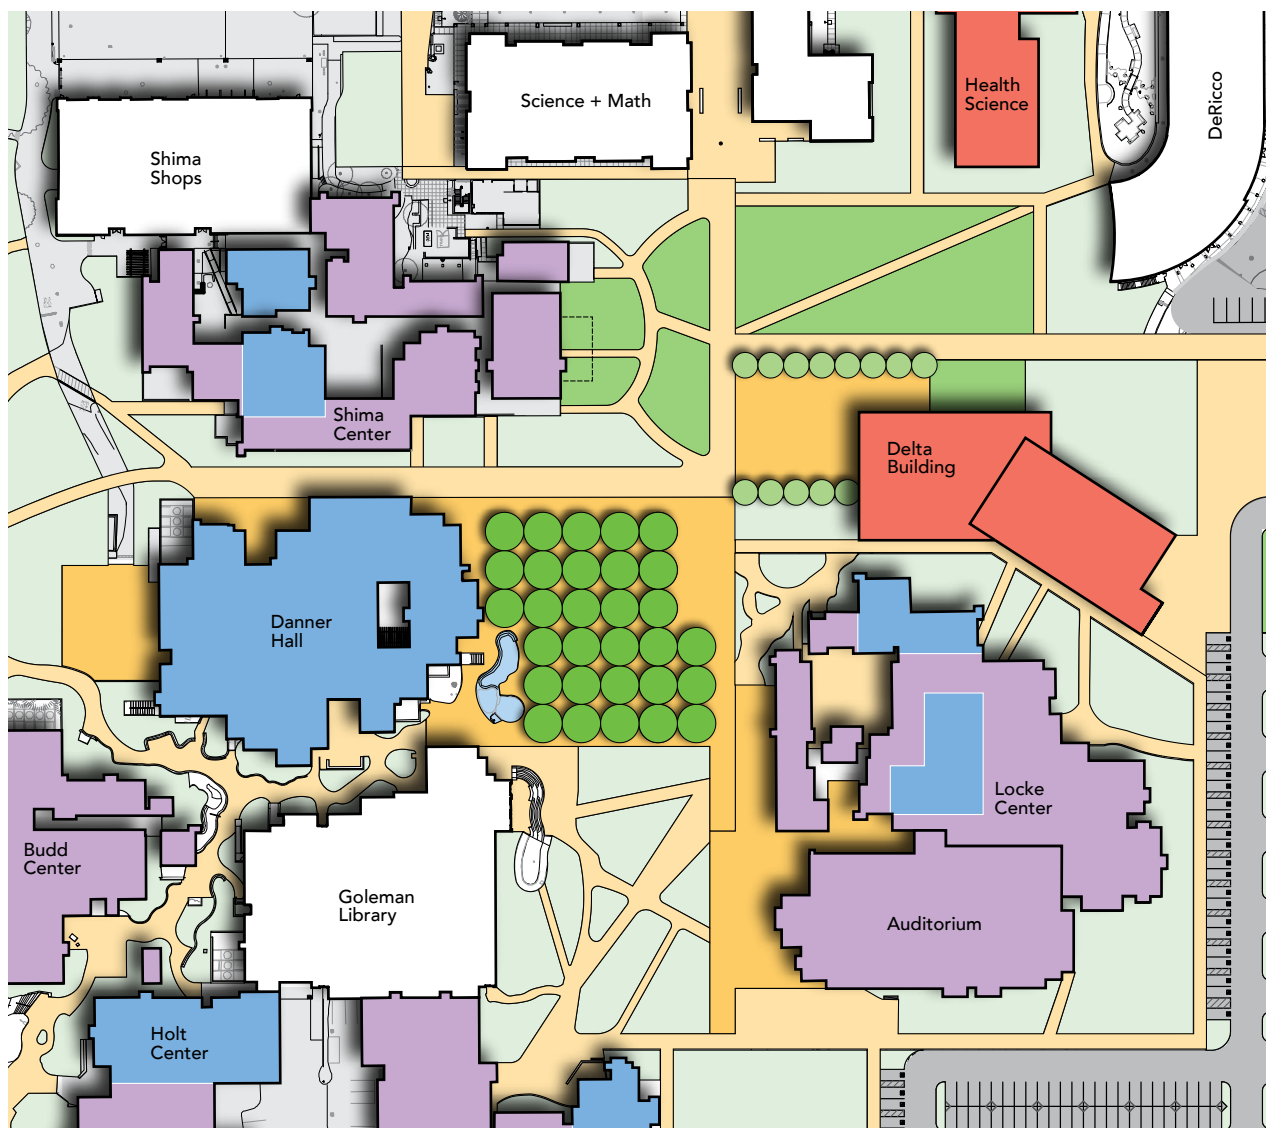 Health
Science
Science + Math
DeRicco
Shima
Shops
Shima
Center
Delta
Building
Danner
Hall
Locke
Center
Budd
Center
Goleman
Library
Auditorium
Holt
Center